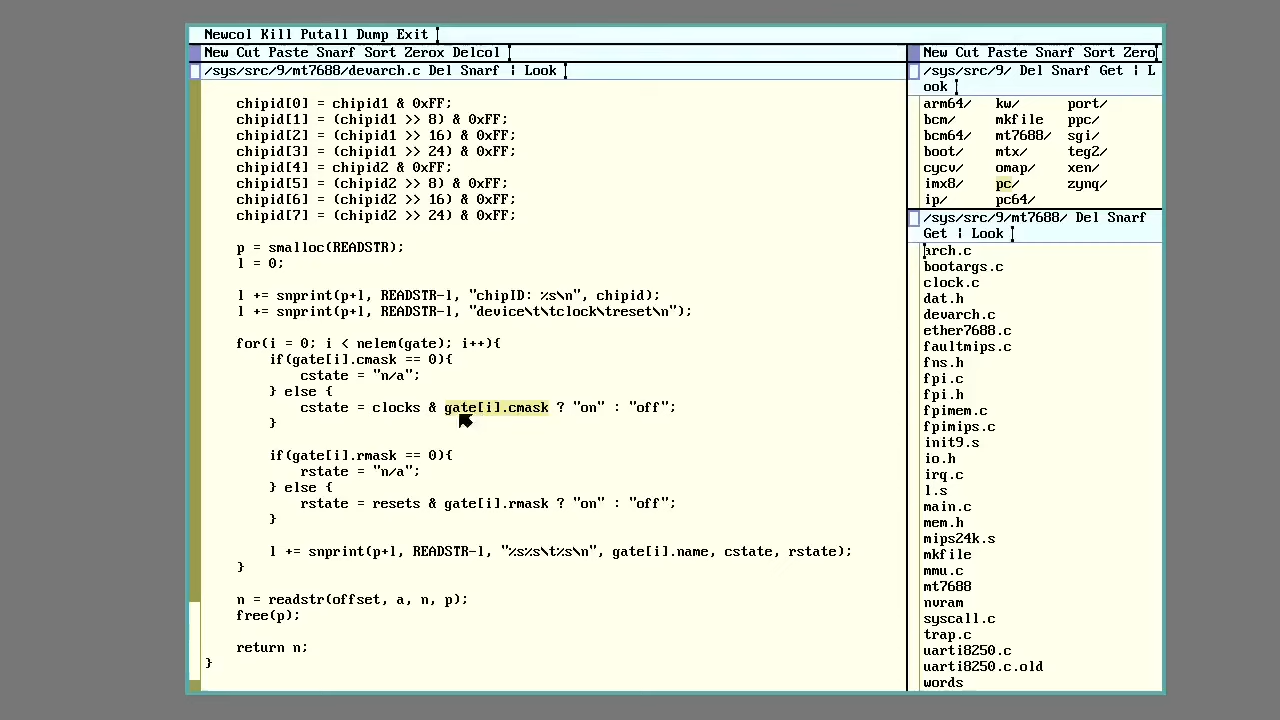 Newcol Kill Putall Dump Exit
New Cut Paste Snarf Sort Zerox Delcol
/sys/src/9/mt7688/devarch.c Del Snarf | Look
chipid[0] = chipid1 & 0xFF;
chipid[1] = (chipid1 >> 8) & 0xFF;
chipid[2] = (chipid1 >> 16) & 0xFF;
chipid[3] = (chipid1 >> 24) & 0xFF;
chipid[4] = chipid2 & 0xFF;
chipid[5] = (chipid2 >> 8) & 0xFF;
chipid[6] = (chipid2 >> 16) & 0xFF;
chipid[7] = (chipid2 >> 24) & 0xFF;
p = smalloc(READSTR);
l = 0;
l += snprint(p+l, READSTR-l, "chipID: %s\n", chipid);
l += snprint(p+l, READSTR-l, "device\t\tclock\treset\n");
for(i = 0; i < nelem(gate); i++){
if(gate[i].cmask == 0){
cstate = "n/a";
} else {
cstate = clocks & gate[i].cmask ? "on" : "off";
}
if(gate[i].rmask == 0){
rstate = "n/a";
} else {
rstate = resets & gate[i].rmask ? "on" : "off";
}
l += snprint(p+l, READSTR-l, "%s%s\t%s\n", gate[i].name, cstate, rstate);
}
n = readstr(offset, a, n, p);
free(p);
return n;
}
New Cut Paste Snarf Sort Zero
/sys/src/9/ Del Snarf Get | L
ook
arm64/ kw/ port/
bcm/ mkfile ppc/
bcm64/ mt7688/ sgi/
boot/ mtx/ teg2/
cycv/ omap/ xen/
imx8/ pc/ zynq/
ip/ pc64/
/sys/src/9/mt7688/ Del Snarf
Get | Look
arch.c
bootargs.c
clock.c
dat.h
devarch.c
ether7688.c
faultmips.c
fns.h
fpi.c
fpi.h
fpimem.c
fpimips.c
init9.s
io.h
irq.c
l.s
main.c
mem.h
mips24k.s
mkfile
mmu.c
mt7688
nvram
syscall.c
trap.c
uarti8250.c
uarti8250.c.old
words